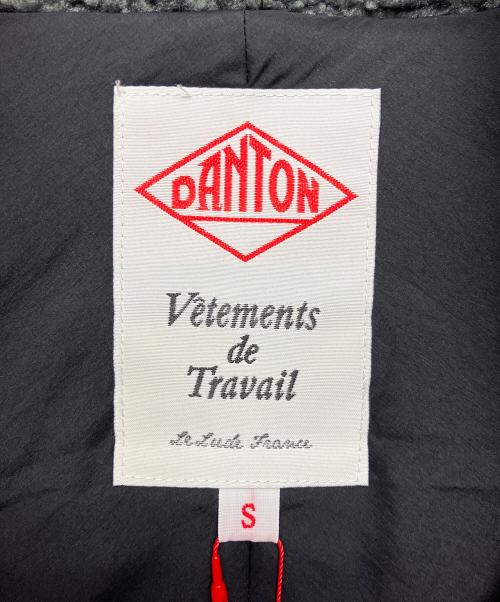 DANTON
Vêtements
de
Travail
Le Lude France
S